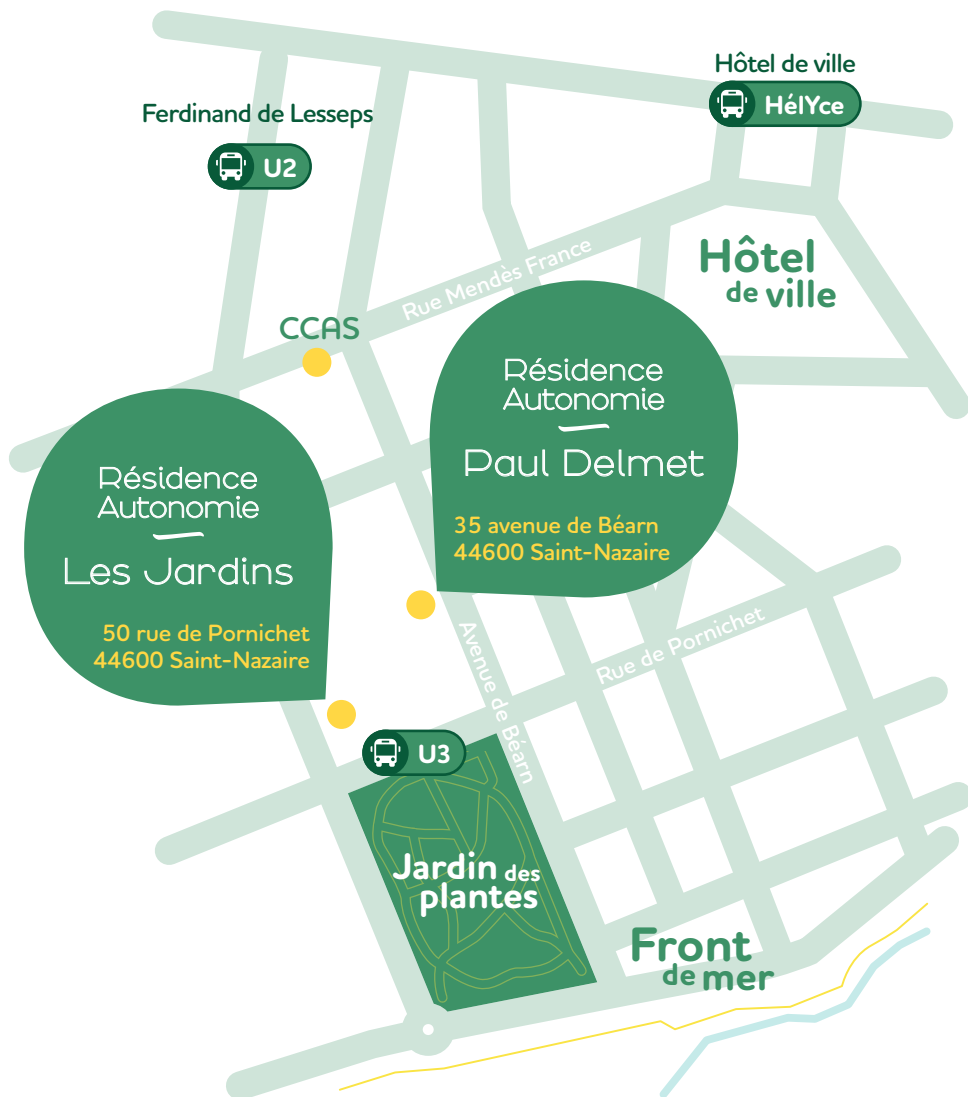 Hôtel de ville
HélYce
Ferdinand de Lesseps
U2
Hôtel
de ville
Rue Mendès France
CCAS
Résidence
Autonomie
Paul Delmet
35 avenue de Béarn
44600 Saint-Nazaire
Résidence
Autonomie
Les Jardins
50 rue de Pornichet
44600 Saint-Nazaire
Avenue de Béarn
Rue de Pornichet
U3
Jardin des
plantes
Front
de mer